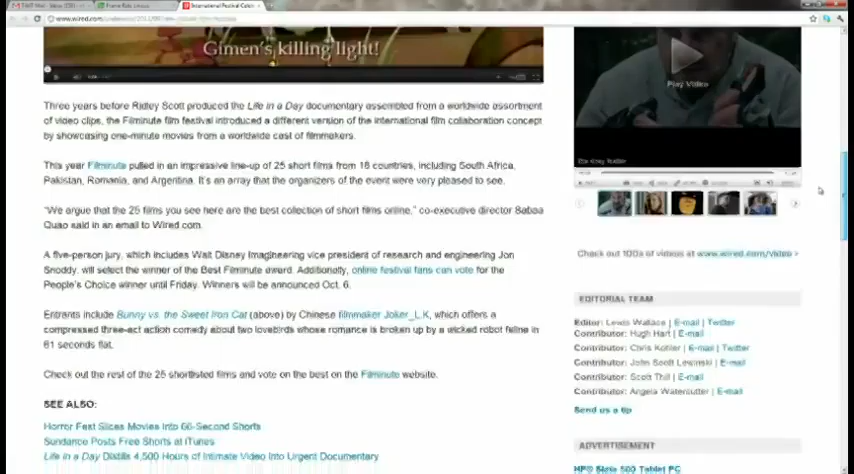 International Festival Celeb
www.wired.com/underwire/2011/09/
Gimen's killing light!
Three years before Ridley Scott produced the Life in a Day documentary assembled from a worldwide assortment
of video clips, the Filminute film festival introduced a different version of the international film collaboration concept
by showcasing one-minute movies from a worldwide cast of filmmakers.
This year Filminute pulled in an impressive line-up of 25 short films from 18 countries, including South Africa,
Pakistan, Romania, and Argentina. It's an array that the organizers of the event were very pleased to see.
"We argue that the 25 films you see here are the best collection of short films online," co-executive director Sabaa
Quao said in an email to Wired.com.
A five-person jury, which includes Walt Disney Imagineering vice president of research and engineering Jon
Snoddy, will select the winner of the Best Filminute award. Additionally, online festival fans can vote for the
People's Choice winner until Friday. Winners will be announced Oct. 6.
Entrants include Bunny vs. the Sweet Iron Cat (above) by Chinese filmmaker Joker_L.K, which offers a
compressed three-act action comedy about two lovebirds whose romance is broken up by a wicked robot feline in
61 seconds flat.
Check out the rest of the 25 shortlisted films and vote on the best on the Filminute website.
SEE ALSO:
Horror Fest Slices Movies Into 66-Second Shorts
Sundance Posts Free Shorts at iTunes
Life in a Day Distills 4,500 Hours of Intimate Video Into Urgent Documentary
Play Video
Check out 100s of videos at www.wired.com/video >
EDITORIAL TEAM
Editor: Lewis Wallace | E-mail | Twitter
Contributor: Hugh Hart | E-mail
Contributor: Chris Kohler | E-mail | Twitter
Contributor: John Scott Lewinski | E-mail
Contributor: Scott Thill | E-mail
Contributor: Angela Watercutter | E-mail
Send us a tip
ADVERTISEMENT
HP® Slate 500 Tablet PC